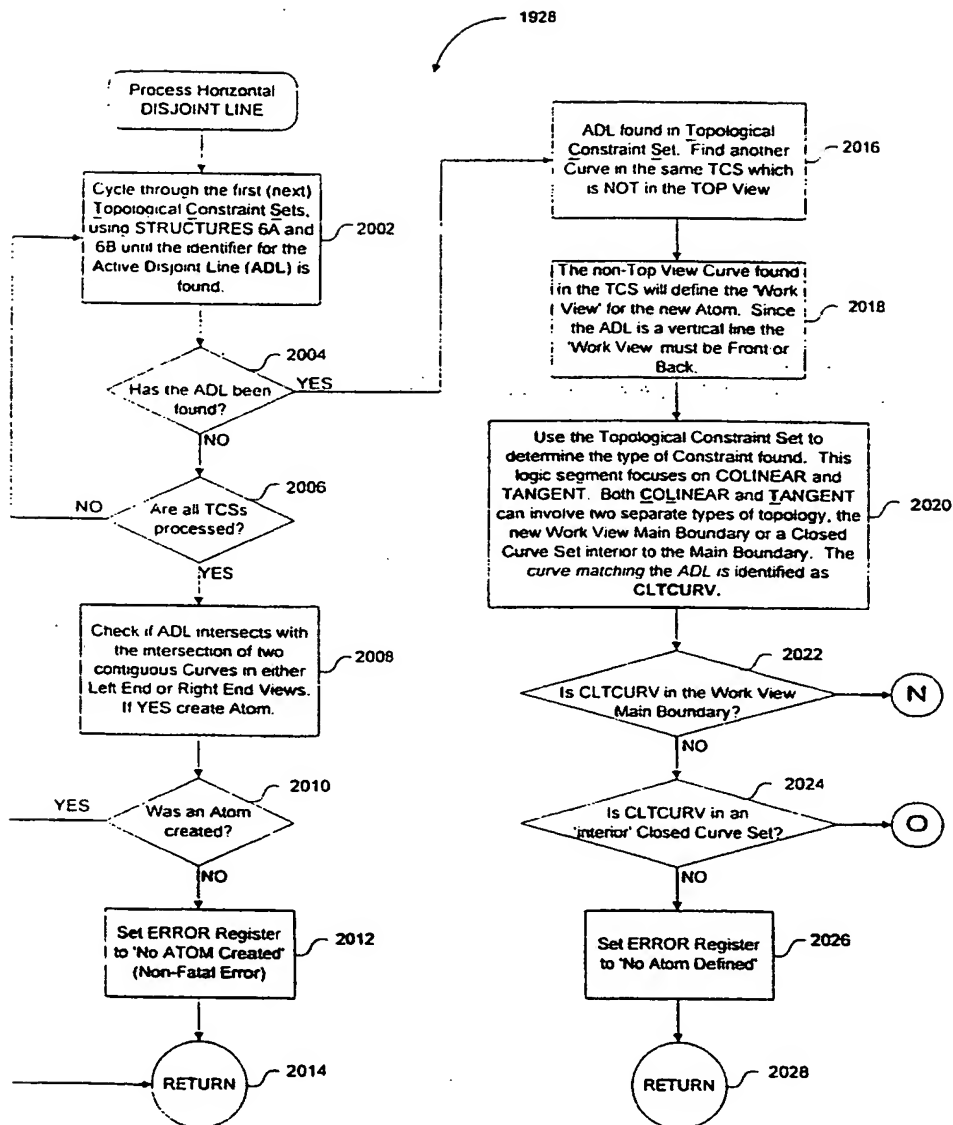 1928
Process Horizontal
DISJOINT LINE
Cycle through the first (next)
Topological Constraint Sets,
using STRUCTURES 6A and
6B until the identifier for the
Active Disjoint Line (ADL) is
found.
2002
2004
Has the ADL been
found?
YES
NO
2006
NO
Are all TCSs
processed?
YES
Check if ADL intersects with
the intersection of two
contiguous Curves in either
Left End or Right End Views.
If YES create Atom.
2008
2010
YES
Was an Atom
created?
NO
Set ERROR Register
to 'No ATOM Created'
(Non-Fatal Error)
2012
RETURN
2014
ADL found in Topological
Constraint Set. Find another
Curve in the same TCS which
is NOT in the TOP View
2016
The non-Top View Curve found
in the TCS will define the 'Work
View' for the new Atom. Since
the ADL is a vertical line the
'Work View' must be Front or
Back.
2018
Use the Topological Constraint Set to
determine the type of Constraint found. This
logic segment focuses on COLINEAR and
TANGENT. Both COLINEAR and TANGENT
can involve two separate types of topology, the
new Work View Main Boundary or a Closed
Curve Set interior to the Main Boundary. The
curve matching the ADL is identified as
CLTCURV.
2020
2022
Is CLTCURV in the Work View
Main Boundary?
N
NO
2024
Is CLTCURV in an
'interior' Closed Curve Set?
O
NO
Set ERROR Register
to 'No Atom Defined'
2026
RETURN
2028